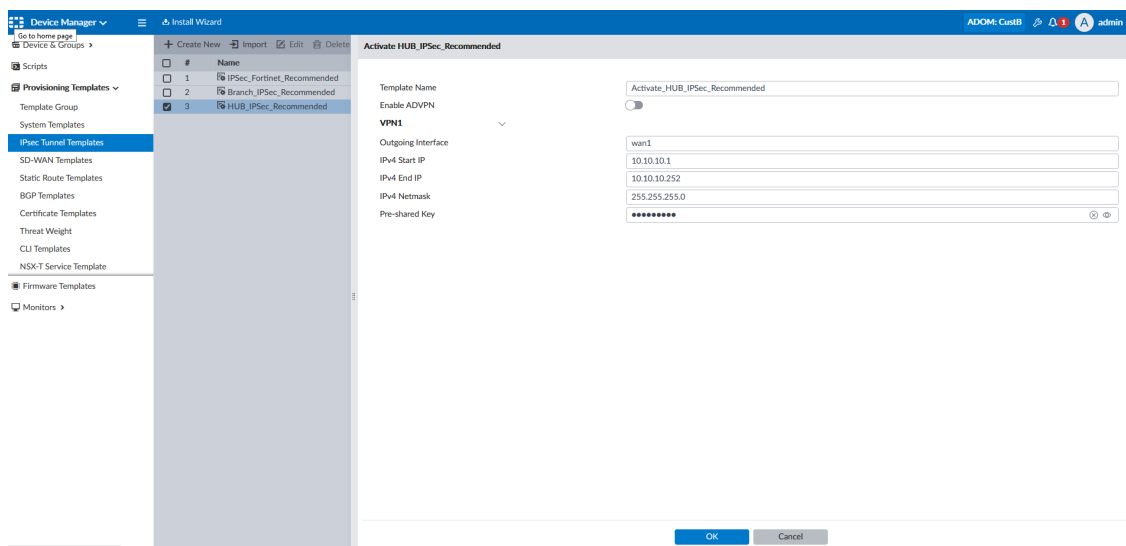 Device Manager
Install Wizard
ADOM: CustB
1
A
admin
Go to home page
Device & Groups
Create New
Import
Edit
Delete
Activate HUB_IPSec_Recommended
Scripts
# Name
1 IPSec_Fortinet_Recommended
2 Branch_IPSec_Recommended
3 HUB_IPSec_Recommended
Provisioning Templates
Template Group
System Templates
IPsec Tunnel Templates
SD-WAN Templates
Static Route Templates
BGP Templates
Certificate Templates
Threat Weight
CLI Templates
NSX-T Service Template
Firmware Templates
Monitors
Template Name Activate_HUB_IPSec_Recommended
Enable ADVPN
VPN1
Outgoing Interface wan1
IPv4 Start IP 10.10.10.1
IPv4 End IP 10.10.10.252
IPv4 Netmask 255.255.255.0
Pre-shared Key •••••••••
OK
Cancel